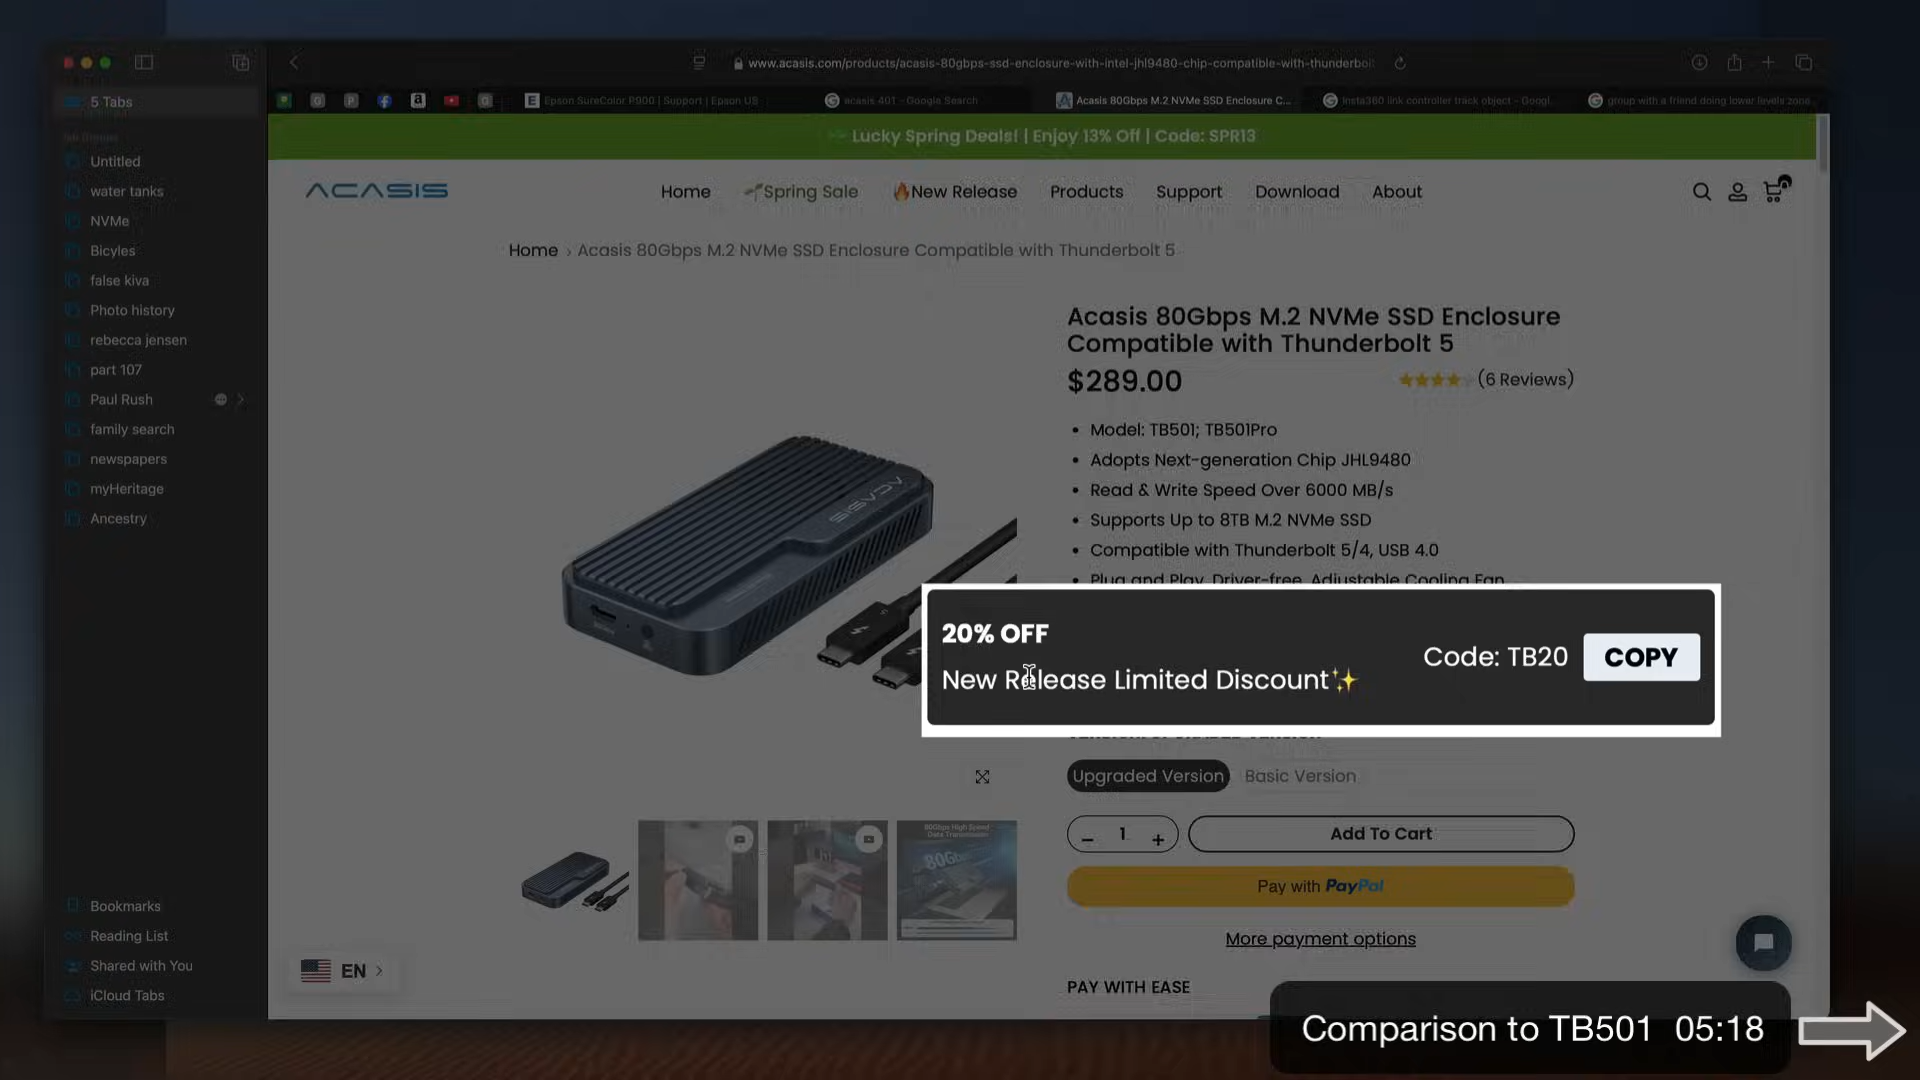 www.acasis.com/products/acasis-80gbps-ssd-enclosure-with-intel-jhl9480-chip-compatible-with-thunderbol
5 Tabs
Epson SureColor P900 | Support | Epson US
acasis 40T - Google Search
Acasis 80Gbps M.2 NVMe SSD Enclosure C...
Insta360 link controller track object - Googl
group with a friend doing lower levels zone
Lucky Spring Deals! | Enjoy 13% Off | Code: SPR13
Untitled
water tanks
NVMe
Bicyles
false kiva
Photo history
rebecca jensen
part 107
Paul Rush
family search
newspapers
myHeritage
Ancestry
Bookmarks
Reading List
Shared with You
iCloud Tabs
ACASIS
Home
Spring Sale
New Release
Products
Support
Download
About
Home › Acasis 80Gbps M.2 NVMe SSD Enclosure Compatible with Thunderbolt 5
ACASIS
Acasis 80Gbps M.2 NVMe SSD Enclosure
Compatible with Thunderbolt 5
$289.00
(6 Reviews)
• Model: TB501; TB501Pro
• Adopts Next-generation Chip JHL9480
• Read & Write Speed Over 6000 MB/s
• Supports Up to 8TB M.2 NVMe SSD
• Compatible with Thunderbolt 5/4, USB 4.0
• Plug and Play, Driver-free, Adjustable Cooling Fan
20% OFF
New Release Limited Discount✨
Code: TB20
COPY
Upgraded Version
Basic Version
− 1 +
Add To Cart
Pay with PayPal
More payment options
PAY WITH EASE
80Gbps High Speed
Data Transmission
EN
Comparison to TB501 05:18